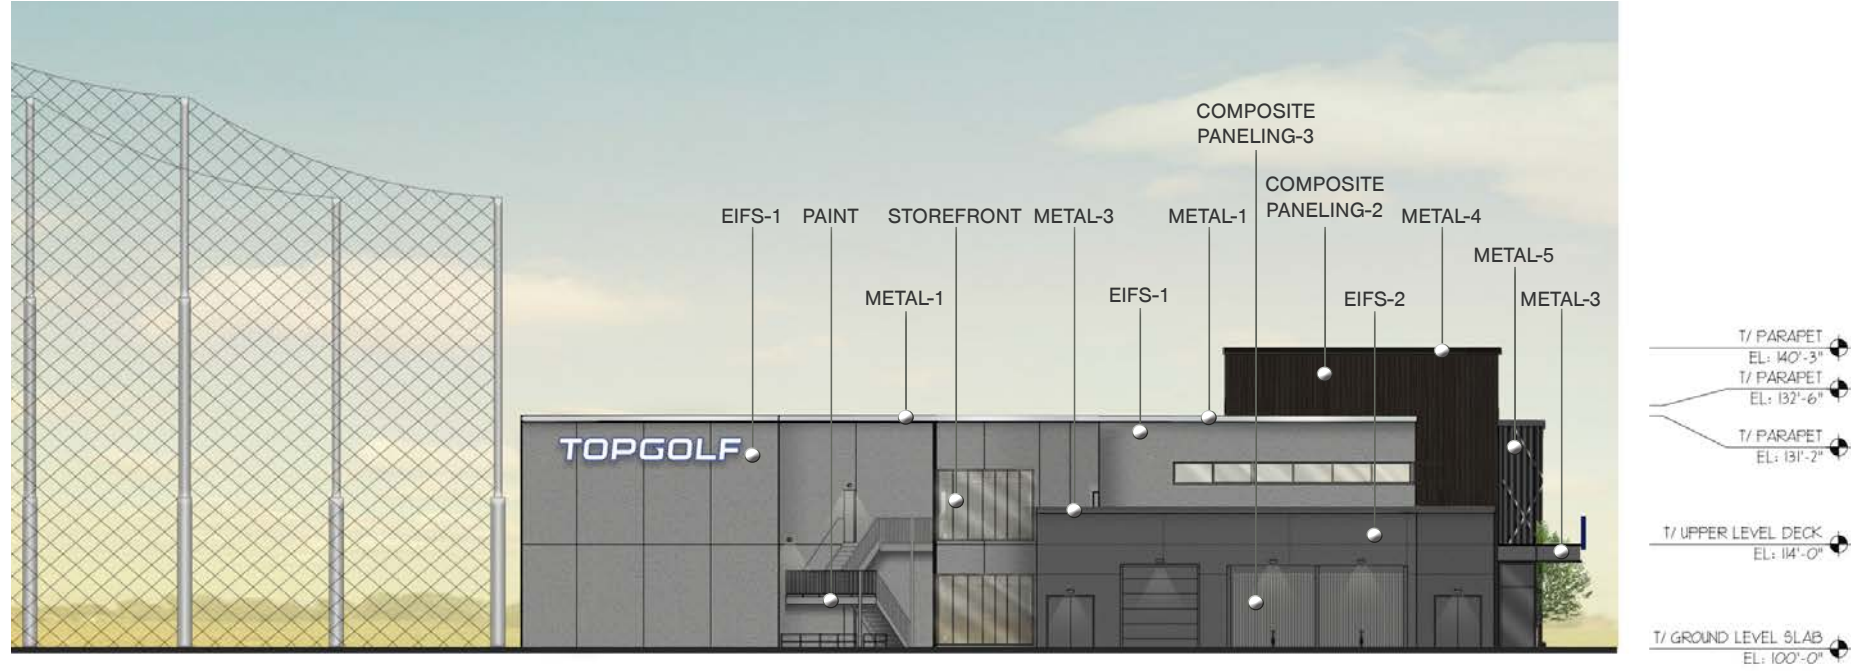 COMPOSITE
PANELING-3
COMPOSITE
PANELING-2
EIFS-1
PAINT
STOREFRONT
METAL-3
METAL-1
METAL-4
METAL-5
METAL-1
EIFS-1
EIFS-2
METAL-3
TOPGOLF
T/ PARAPET
EL: 140'-3"
T/ PARAPET
EL: 132'-6"
T/ PARAPET
EL: 131'-2"
T/ UPPER LEVEL DECK
EL: 114'-0"
T/ GROUND LEVEL SLAB
EL: 100'-0"